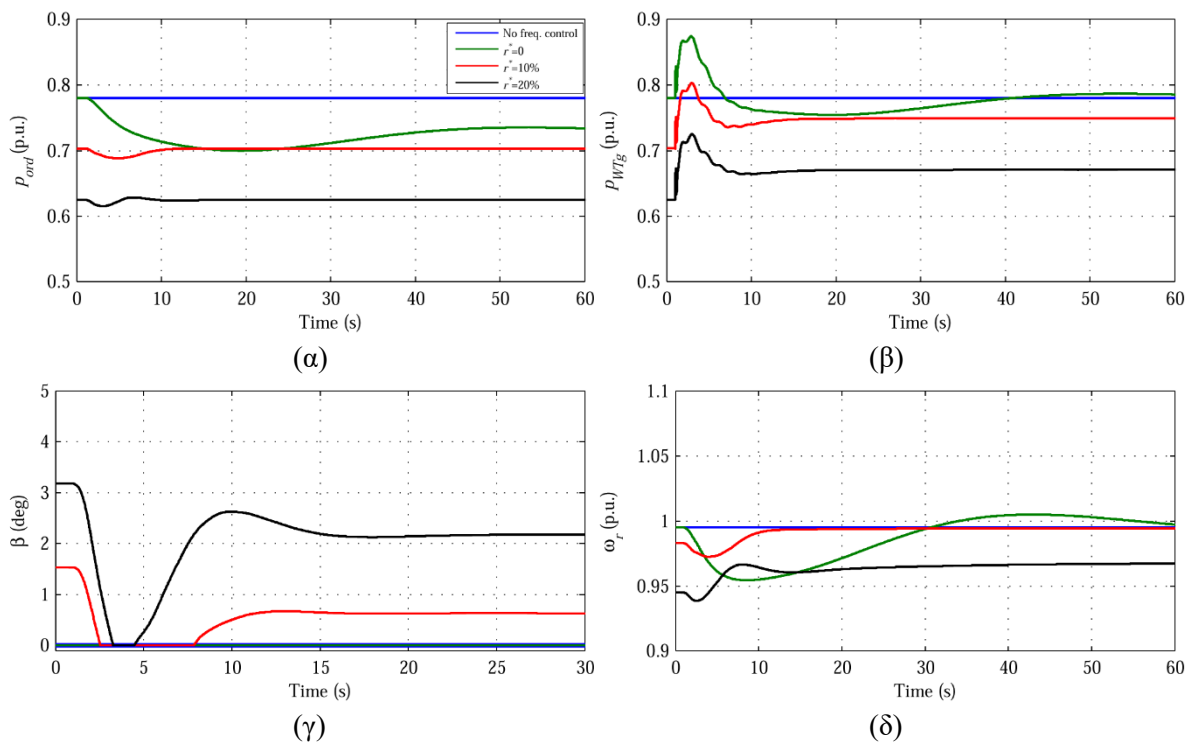 0.9
0.8
0.7
0.6
0.5
p_ord (p.u.)
No freq. control
r*=0
r*=10%
r*=20%
0 10 20 30 40 50 60
Time (s)
(α)
0.9
0.8
0.7
0.6
0.5
p_WTg (p.u.)
0 10 20 30 40 50 60
Time (s)
(β)
5
4
3
2
1
0
β (deg)
0 5 10 15 20 25 30
Time (s)
(γ)
1.1
1.05
1
0.95
0.9
ω_r (p.u.)
0 10 20 30 40 50 60
Time (s)
(δ)